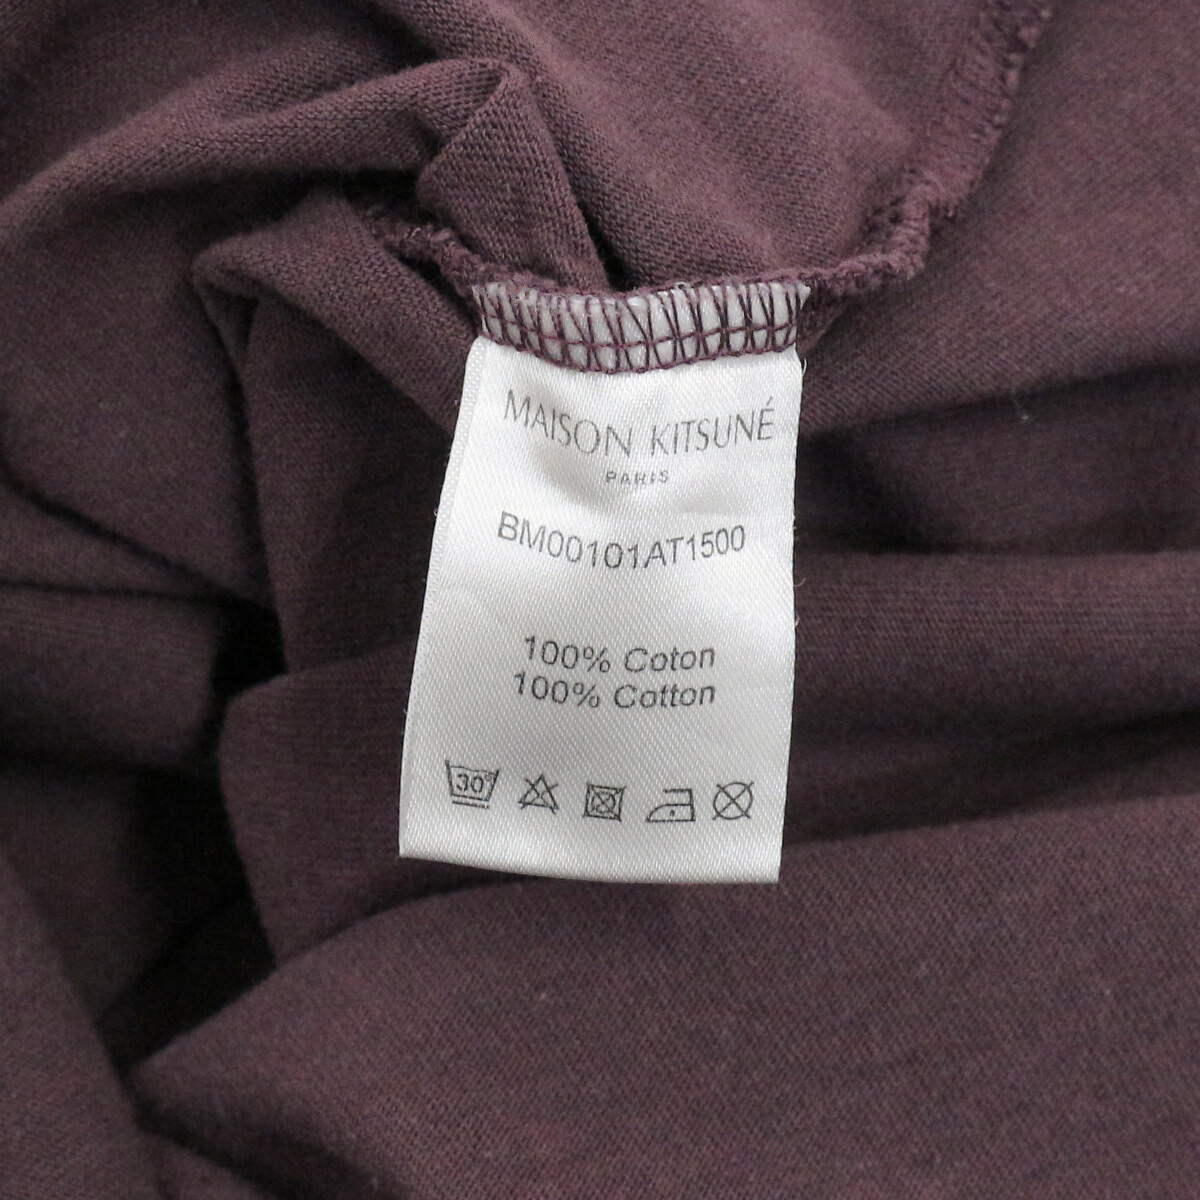 MAISON KITSUNÉ
PARIS
BM00101AT1500
100% Coton
100% Cotton
30°